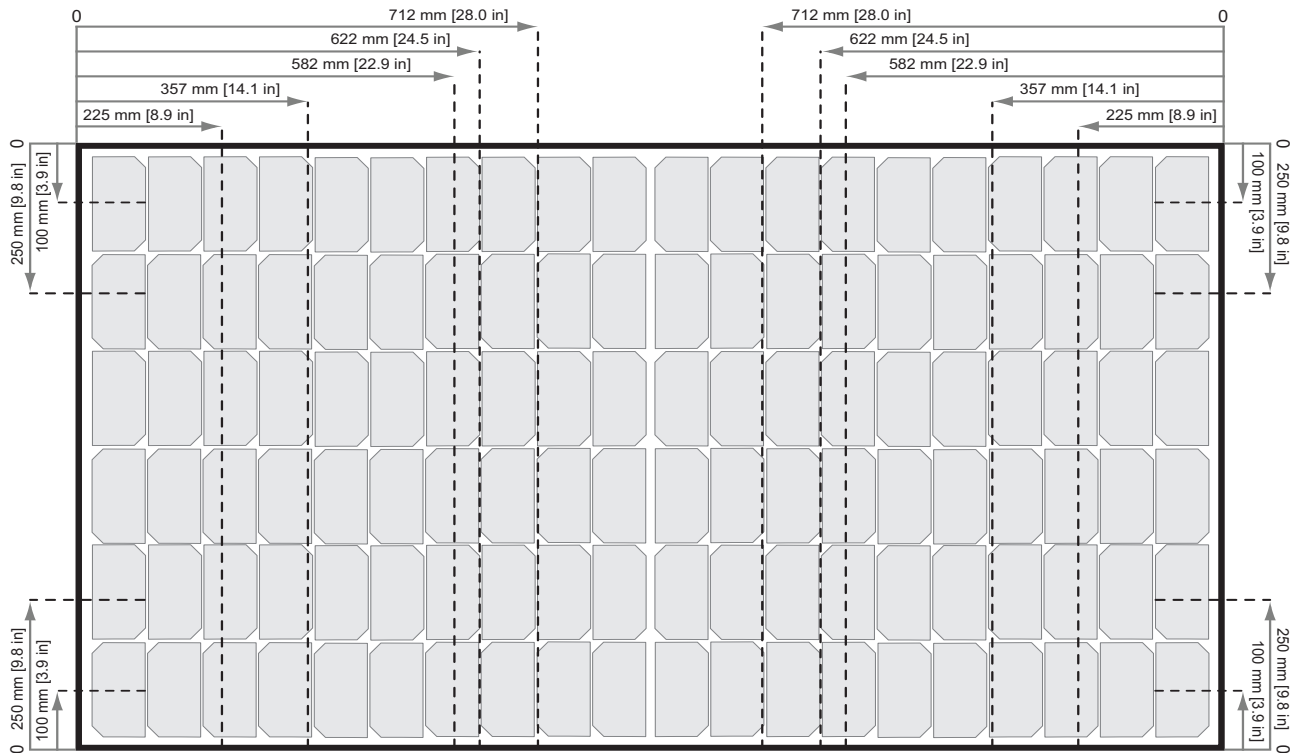 0
712 mm [28.0 in]
712 mm [28.0 in]
0
622 mm [24.5 in]
622 mm [24.5 in]
582 mm [22.9 in]
582 mm [22.9 in]
357 mm [14.1 in]
357 mm [14.1 in]
225 mm [8.9 in]
225 mm [8.9 in]
0
250 mm [9.8 in]
100 mm [3.9 in]
0
100 mm [3.9 in]
250 mm [9.8 in]
250 mm [9.8 in]
100 mm [3.9 in]
0
100 mm [3.9 in]
250 mm [9.8 in]
0